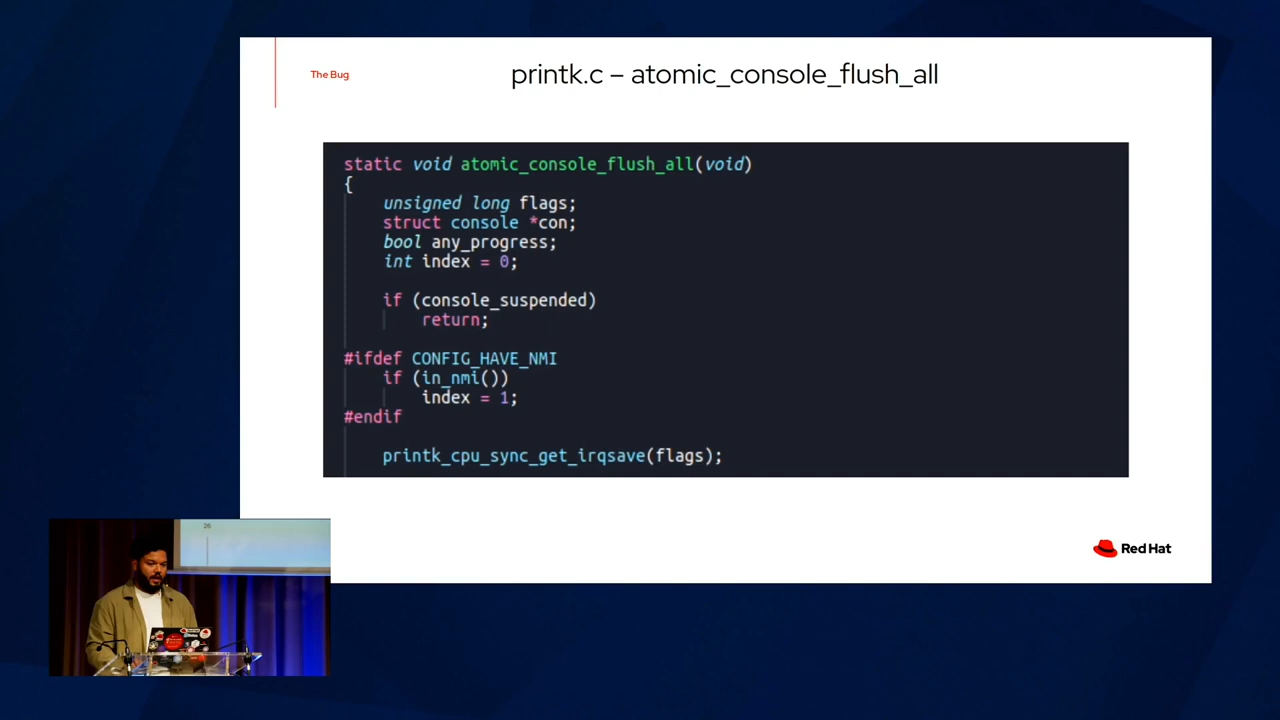 The Bug
printk.c – atomic_console_flush_all
static void atomic_console_flush_all(void)
{
unsigned long flags;
struct console *con;
bool any_progress;
int index = 0;
if (console_suspended)
return;
#ifdef CONFIG_HAVE_NMI
if (in_nmi())
index = 1;
#endif
printk_cpu_sync_get_irqsave(flags);
26
Red Hat